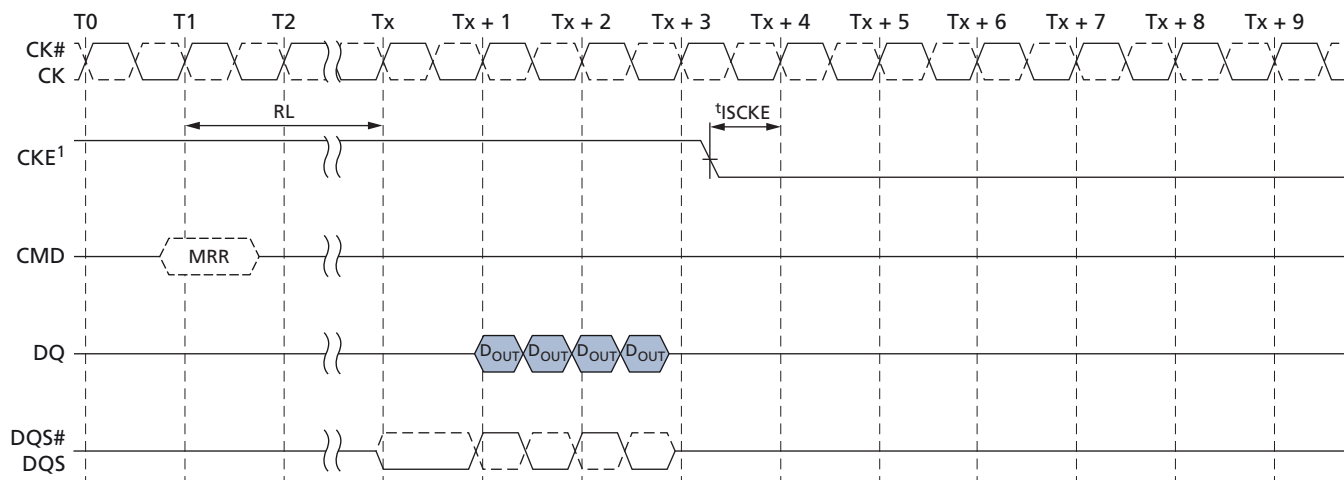 T0 T1 T2 Tx Tx + 1 Tx + 2 Tx + 3 Tx + 4 Tx + 5 Tx + 6 Tx + 7 Tx + 8 Tx + 9
CK#
CK
RL
tISCKE
CKE1
CMD
MRR
DQ
DOUT DOUT DOUT DOUT
DQS#
DQS